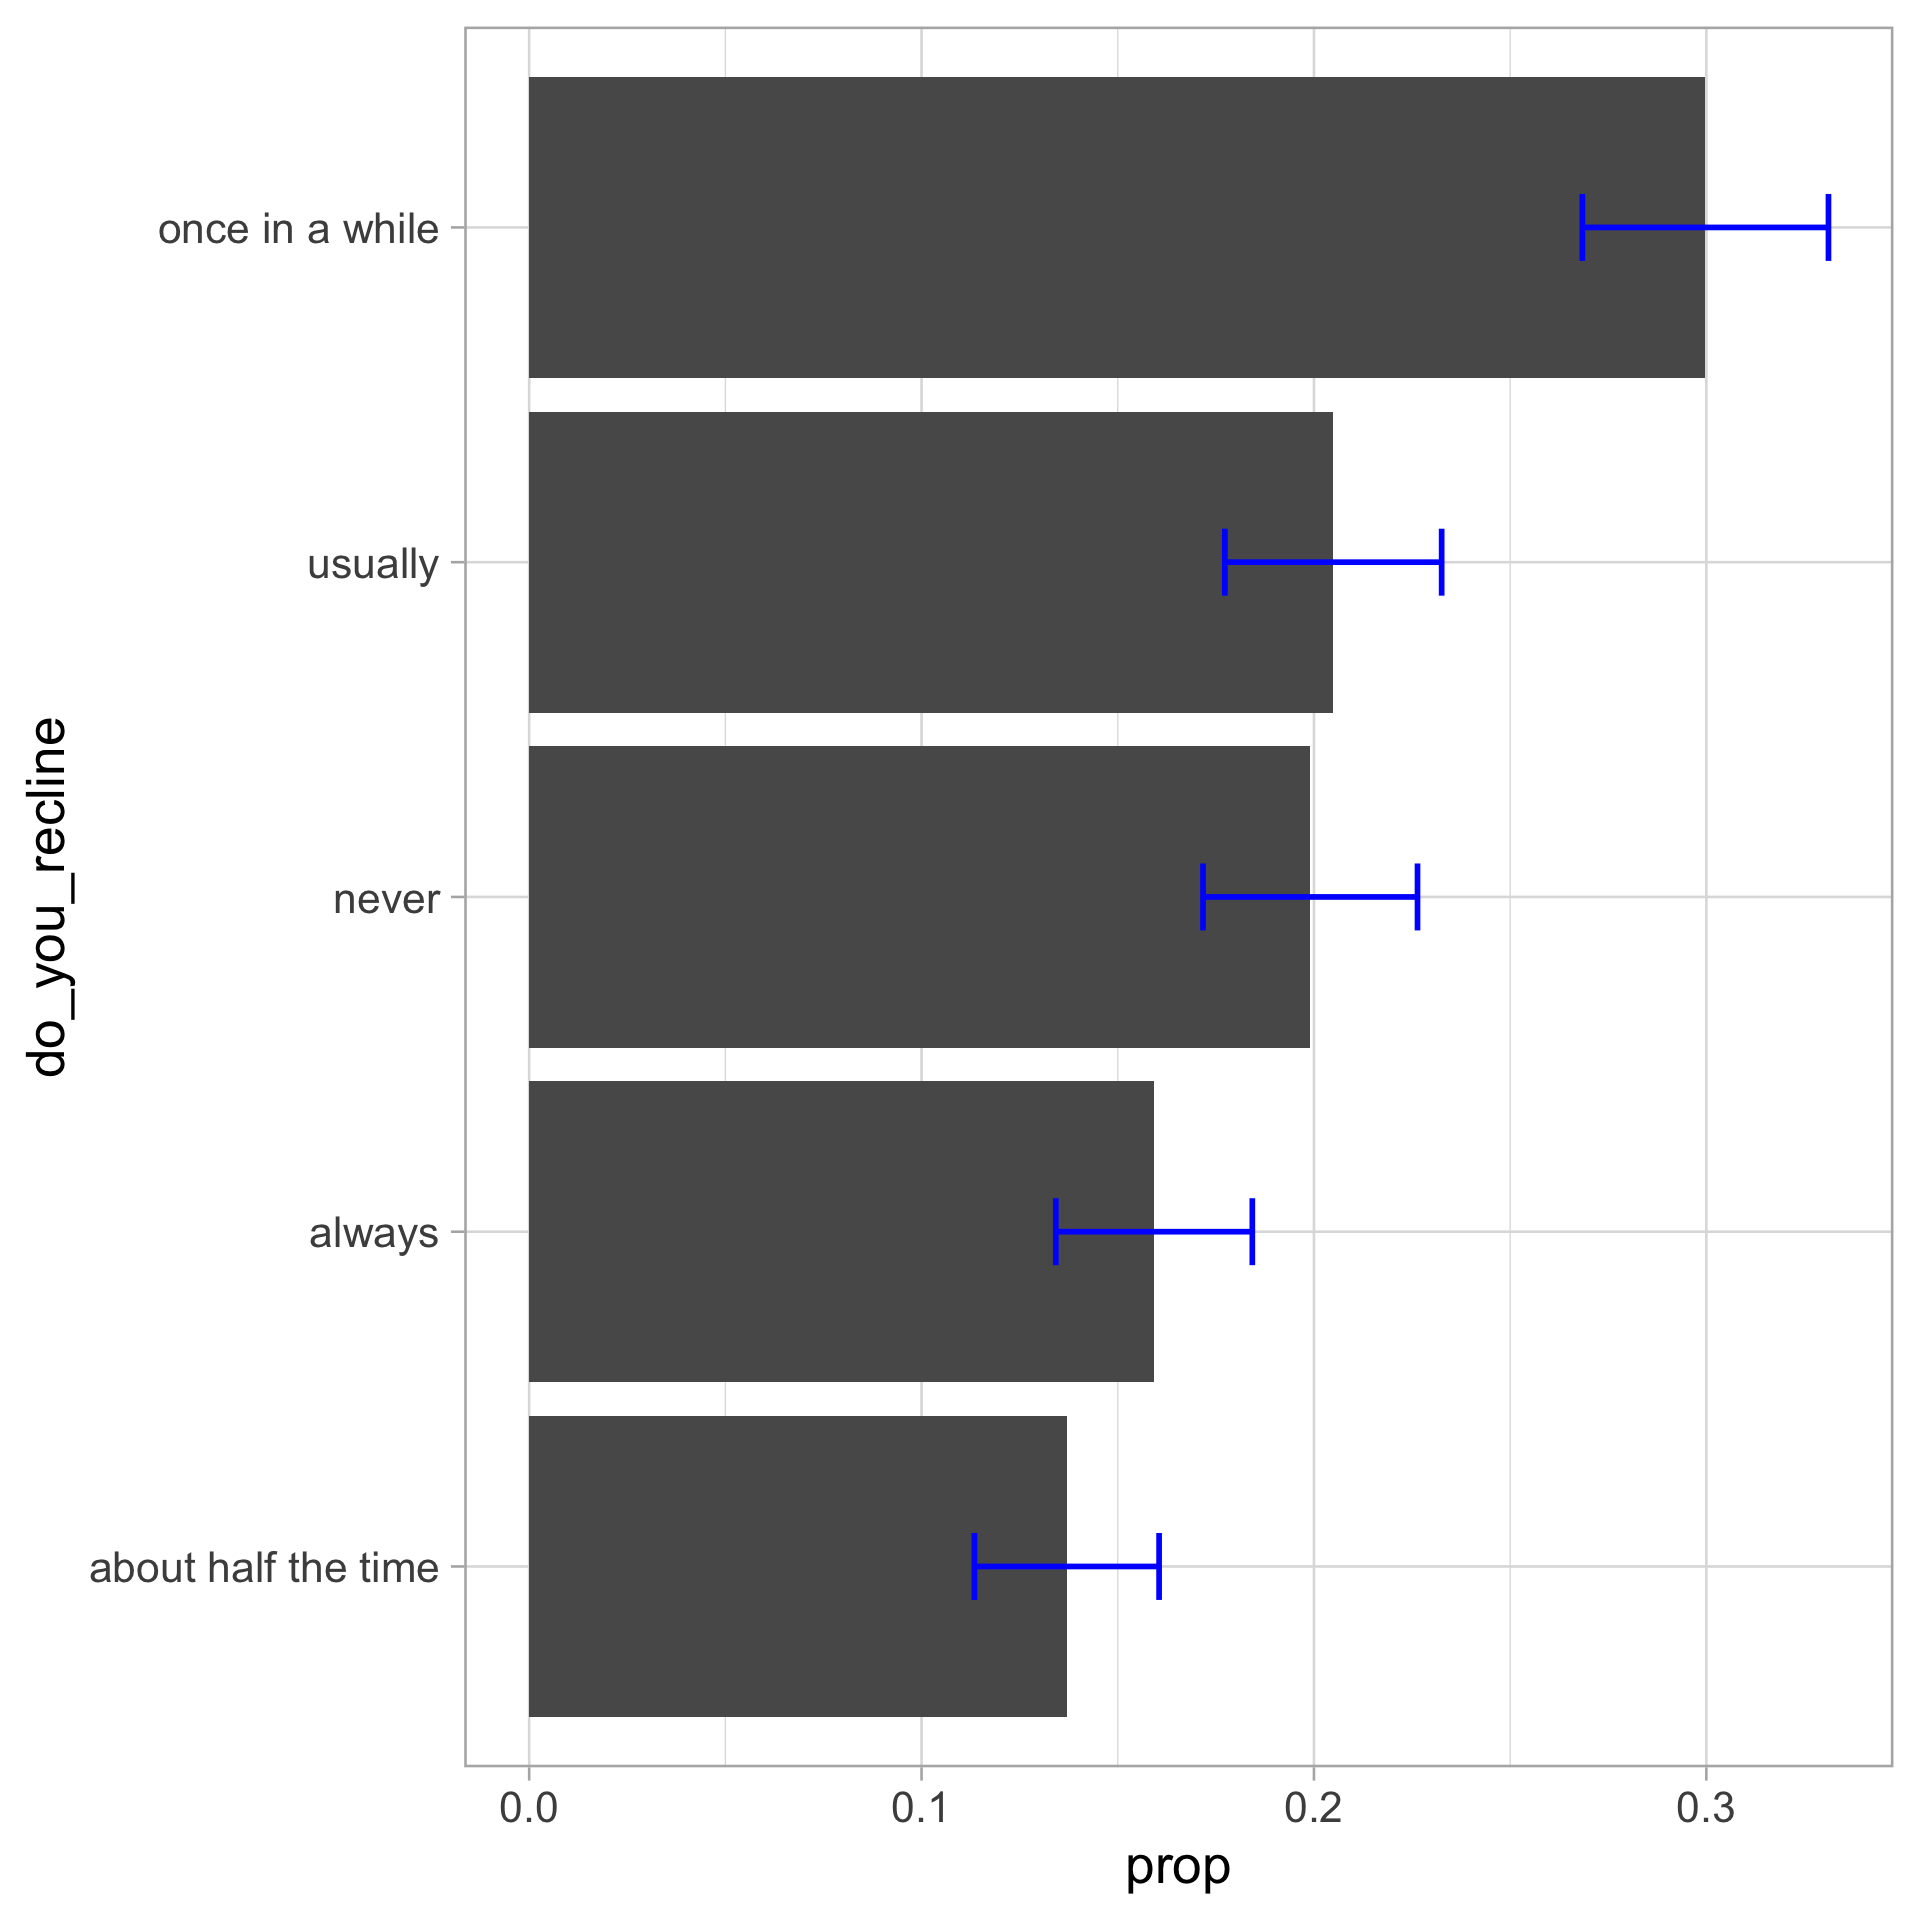 once in a while
usually
never
always
about half the time
do_you_recline
0.0 0.1 0.2 0.3
prop